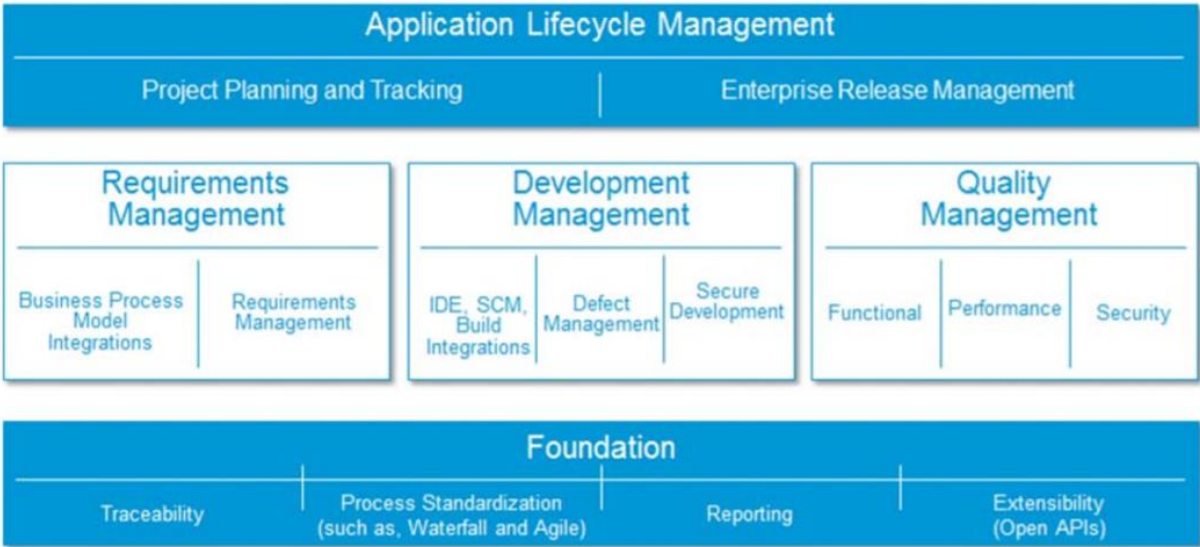 Application Lifecycle Management
Project Planning and Tracking
Enterprise Release Management
Requirements
Management
Business Process
Model
Integrations
Requirements
Management
Development
Management
IDE, SCM,
Build
Integrations
Defect
Management
Secure
Development
Quality
Management
Functional
Performance
Security
Foundation
Traceability
Process Standardization
(such as, Waterfall and Agile)
Reporting
Extensibility
(Open APIs)